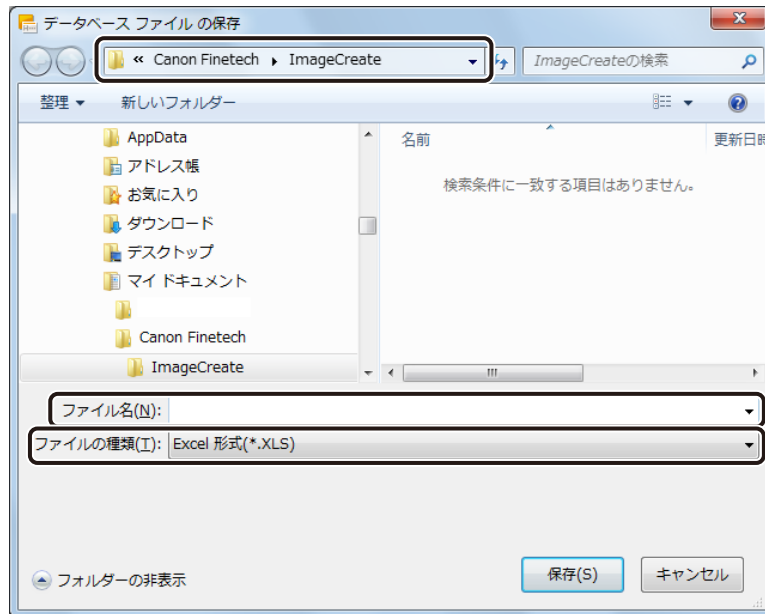 データベース ファイル の保存
« Canon Finetech ImageCreate
ImageCreateの検索
整理 新しいフォルダー
AppData
アドレス帳
お気に入り
ダウンロード
デスクトップ
マイ ドキュメント
Canon Finetech
ImageCreate
名前 更新日時
検索条件に一致する項目はありません。
ファイル名(N):
ファイルの種類(T): Excel 形式(*.XLS)
フォルダーの非表示
保存(S) キャンセル